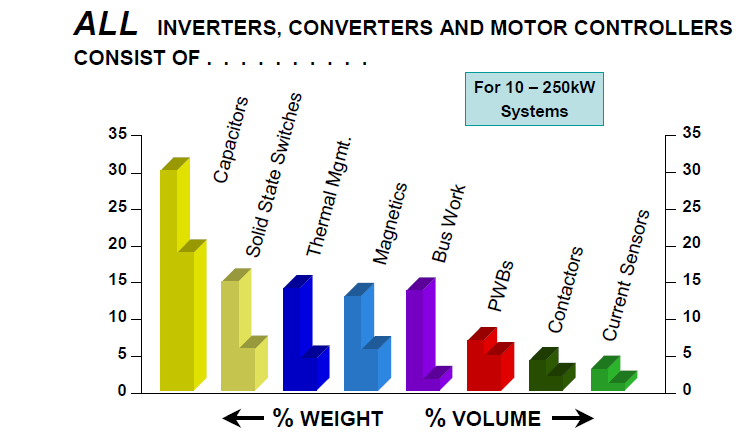 ALL INVERTERS, CONVERTERS AND MOTOR CONTROLLERS
CONSIST OF . . . . . . . . . .
For 10 – 250kW
Systems
Capacitors
Solid State Switches
Thermal Mgmt.
Magnetics
Bus Work
PWBs
Contactors
Current Sensors
35 35
30 30
25 25
20 20
15 15
10 10
5 5
0 0
% WEIGHT % VOLUME